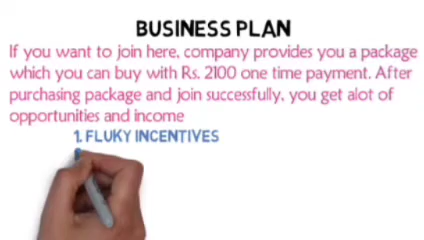 BUSINESS PLAN
If you want to join here, company provides you a package
which you can buy with Rs. 2100 one time payment. After
purchasing package and join successfully, you get alot of
opportunities and income
1. FLUKY INCENTIVES